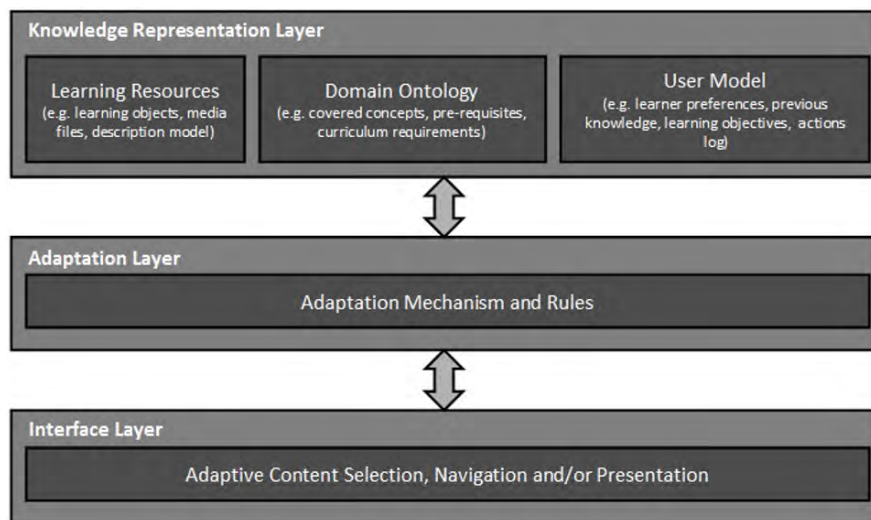 Knowledge Representation Layer
Learning Resources
(e.g. learning objects, media
files, description model)
Domain Ontology
(e.g. covered concepts, pre-requisites,
curriculum requirements)
User Model
(e.g. learner preferences, previous
knowledge, learning objectives, actions
log)
Adaptation Layer
Adaptation Mechanism and Rules
Interface Layer
Adaptive Content Selection, Navigation and/or Presentation